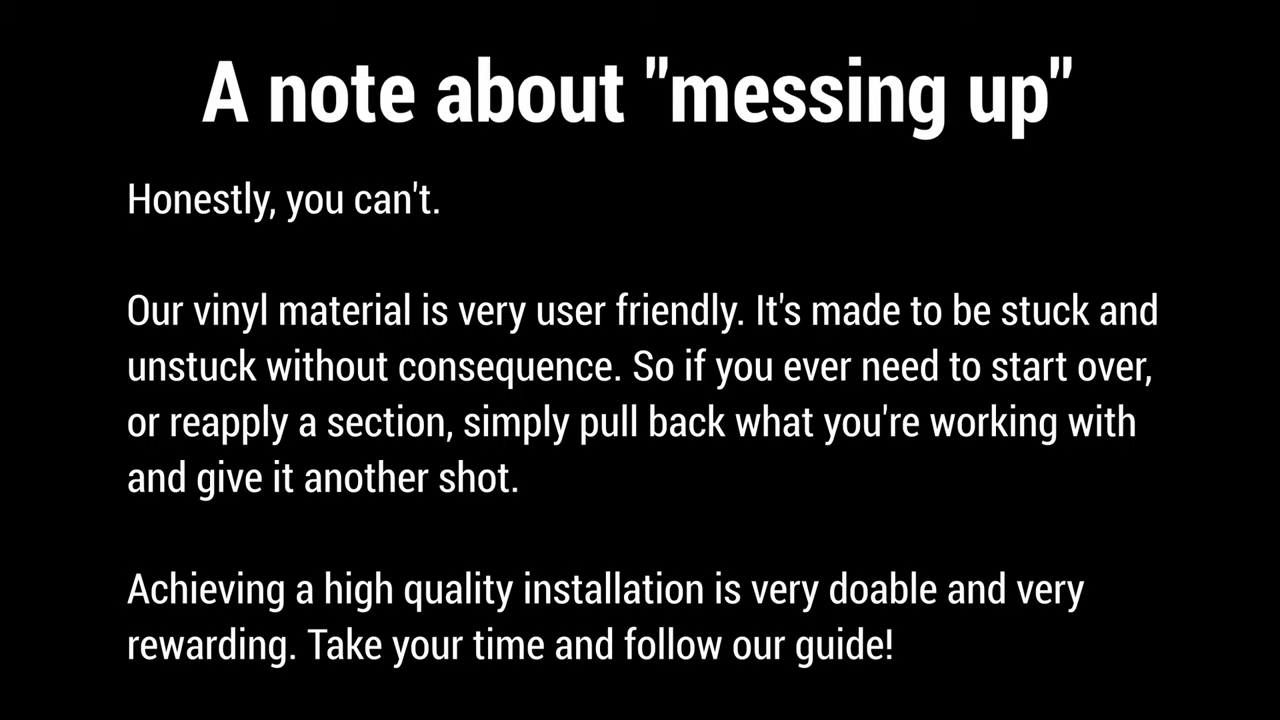 A note about "messing up"
Honestly, you can't.
Our vinyl material is very user friendly. It's made to be stuck and
unstuck without consequence. So if you ever need to start over,
or reapply a section, simply pull back what you're working with
and give it another shot.
Achieving a high quality installation is very doable and very
rewarding. Take your time and follow our guide!